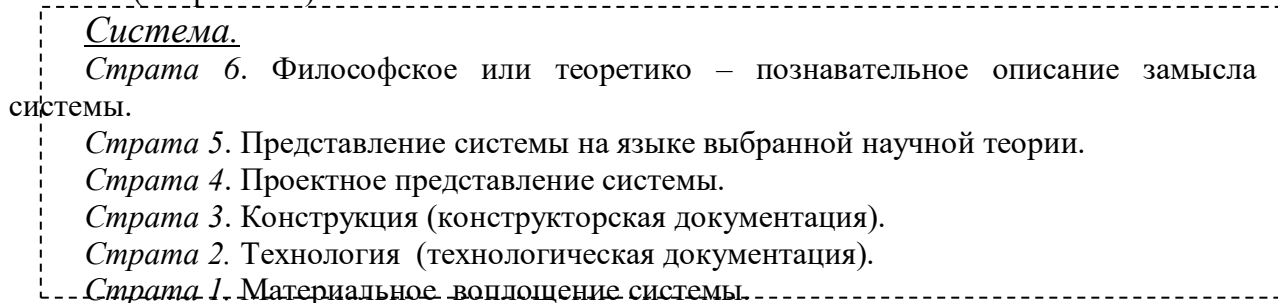 Система.
Страта 6. Философское или теоретико – познавательное описание замысла
системы.
Страта 5. Представление системы на языке выбранной научной теории.
Страта 4. Проектное представление системы.
Страта 3. Конструкция (конструкторская документация).
Страта 2. Технология (технологическая документация).
Страта 1. Материальное воплощение системы.